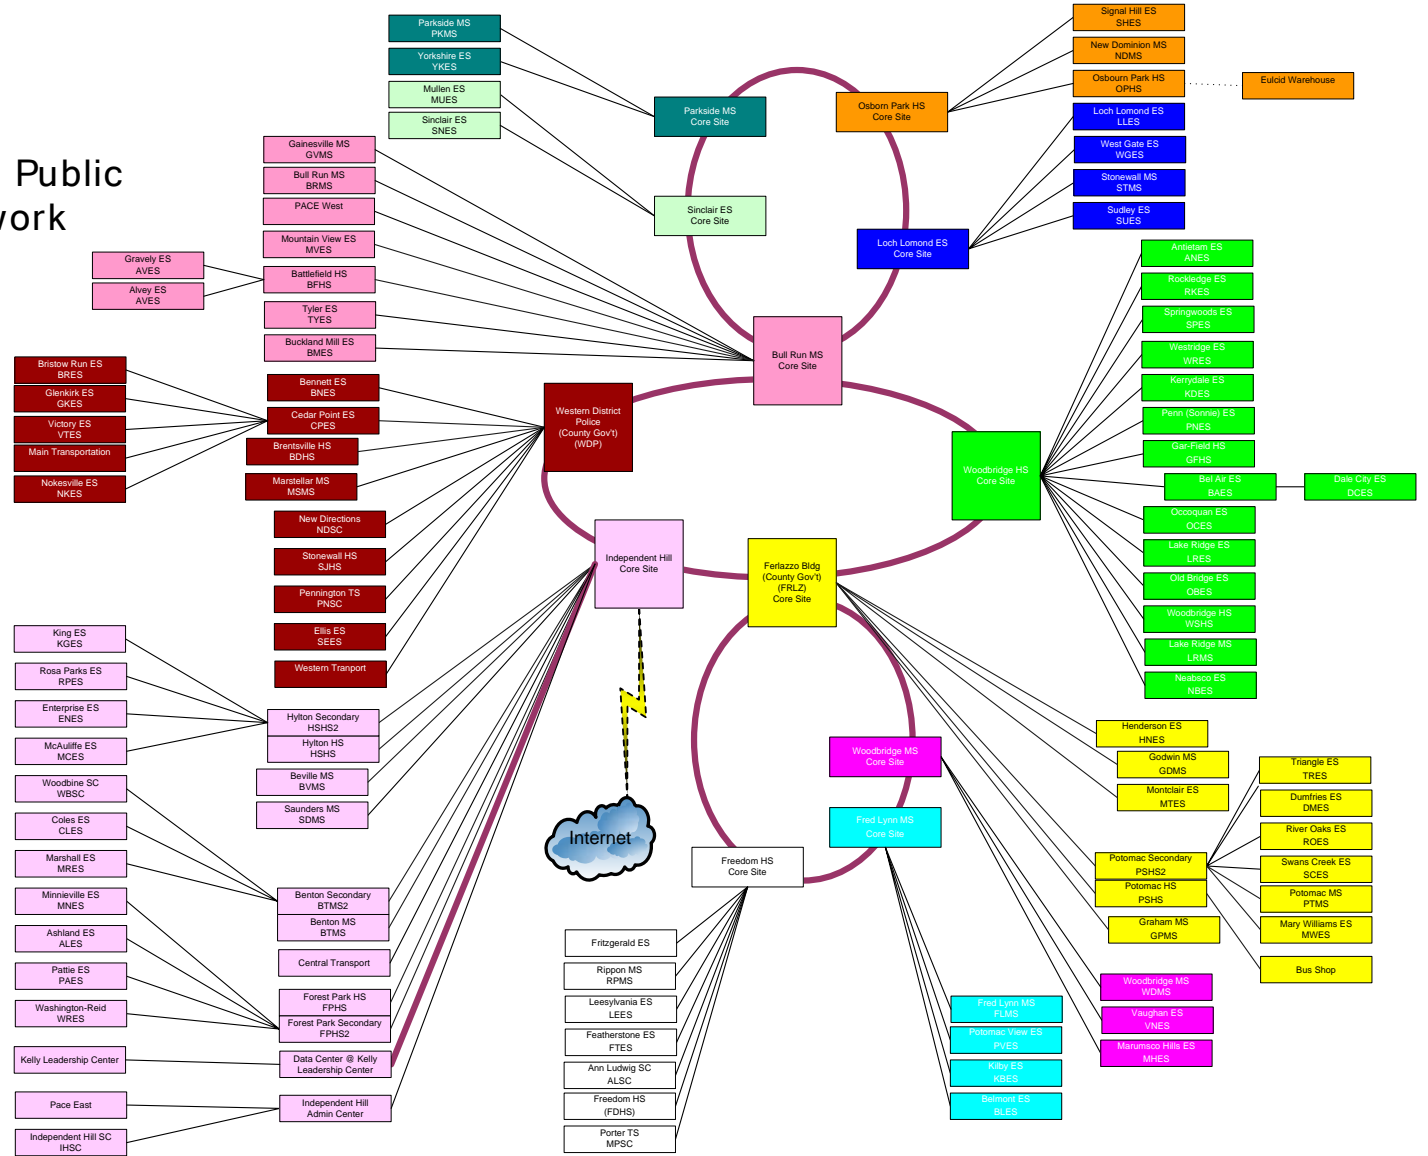 Public
work
Parkside MS
PKMS
Yorkshire ES
YKES
Mullen ES
MUES
Sinclair ES
SNES
Parkside MS
Core Site
Sinclair ES
Core Site
Osborn Park HS
Core Site
Loch Lomond ES
Core Site
Signal Hill ES
SHES
New Dominion MS
NDMS
Osbourn Park HS
OPHS
Eulcid Warehouse
Loch Lomond ES
LLES
West Gate ES
WGES
Stonewall MS
STMS
Sudley ES
SUES
Gainesville MS
GVMS
Bull Run MS
BRMS
PACE West
Mountain View ES
MVES
Battlefield HS
BFHS
Tyler ES
TYES
Buckland Mill ES
BMES
Gravely ES
AVES
Alvey ES
AVES
Bull Run MS
Core Site
Bristow Run ES
BRES
Glenkirk ES
GKES
Victory ES
VTES
Main Transportation
Nokesville ES
NKES
Bennett ES
BNES
Cedar Point ES
CPES
Brentsville HS
BDHS
Marstellar MS
MSMS
New Directions
NDSC
Stonewall HS
SJHS
Pennington TS
PNSC
Ellis ES
SEES
Western Tranport
Western District
Police
(County Gov't)
(WDP)
Woodbridge HS
Core Site
Antietam ES
ANES
Rockledge ES
RKES
Springwoods ES
SPES
Westridge ES
WRES
Kerrydale ES
KDES
Penn (Sonnie) ES
PNES
Gar-Field HS
GFHS
Bel Air ES
BAES
Dale City ES
DCES
Occoquan ES
OCES
Lake Ridge ES
LRES
Old Bridge ES
OBES
Woodbridge HS
WSHS
Lake Ridge MS
LRMS
Neabsco ES
NBES
Independent Hill
Core Site
Ferlazzo Bldg
(County Gov't)
(FRLZ)
Core Site
Internet
King ES
KGES
Rosa Parks ES
RPES
Enterprise ES
ENES
McAuliffe ES
MCES
Woodbine SC
WBSC
Coles ES
CLES
Marshall ES
MRES
Minnieville ES
MNES
Ashland ES
ALES
Pattie ES
PAES
Washington-Reid
WRES
Kelly Leadership Center
Pace East
Independent Hill SC
IHSC
Hylton Secondary
HSHS2
Hylton HS
HSHS
Beville MS
BVMS
Saunders MS
SDMS
Benton Secondary
BTMS2
Benton MS
BTMS
Central Transport
Forest Park HS
FPHS
Forest Park Secondary
FPHS2
Data Center @ Kelly
Leadership Center
Independent Hill
Admin Center
Woodbridge MS
Core Site
Fred Lynn MS
Core Site
Freedom HS
Core Site
Fritzgerald ES
Rippon MS
RPMS
Leesylvania ES
LEES
Featherstone ES
FTES
Ann Ludwig SC
ALSC
Freedom HS
(FDHS)
Porter TS
MPSC
Fred Lynn MS
FLMS
Potomac View ES
PVES
Kilby ES
KBES
Belmont ES
BLES
Woodbridge MS
WDMS
Vaughan ES
VNES
Marumsco Hills ES
MHES
Henderson ES
HNES
Godwin MS
GDMS
Montclair ES
MTES
Potomac Secondary
PSHS2
Potomac HS
PSHS
Graham MS
GPMS
Triangle ES
TRES
Dumfries ES
DMES
River Oaks ES
ROES
Swans Creek ES
SCES
Potomac MS
PTMS
Mary Williams ES
MWES
Bus Shop